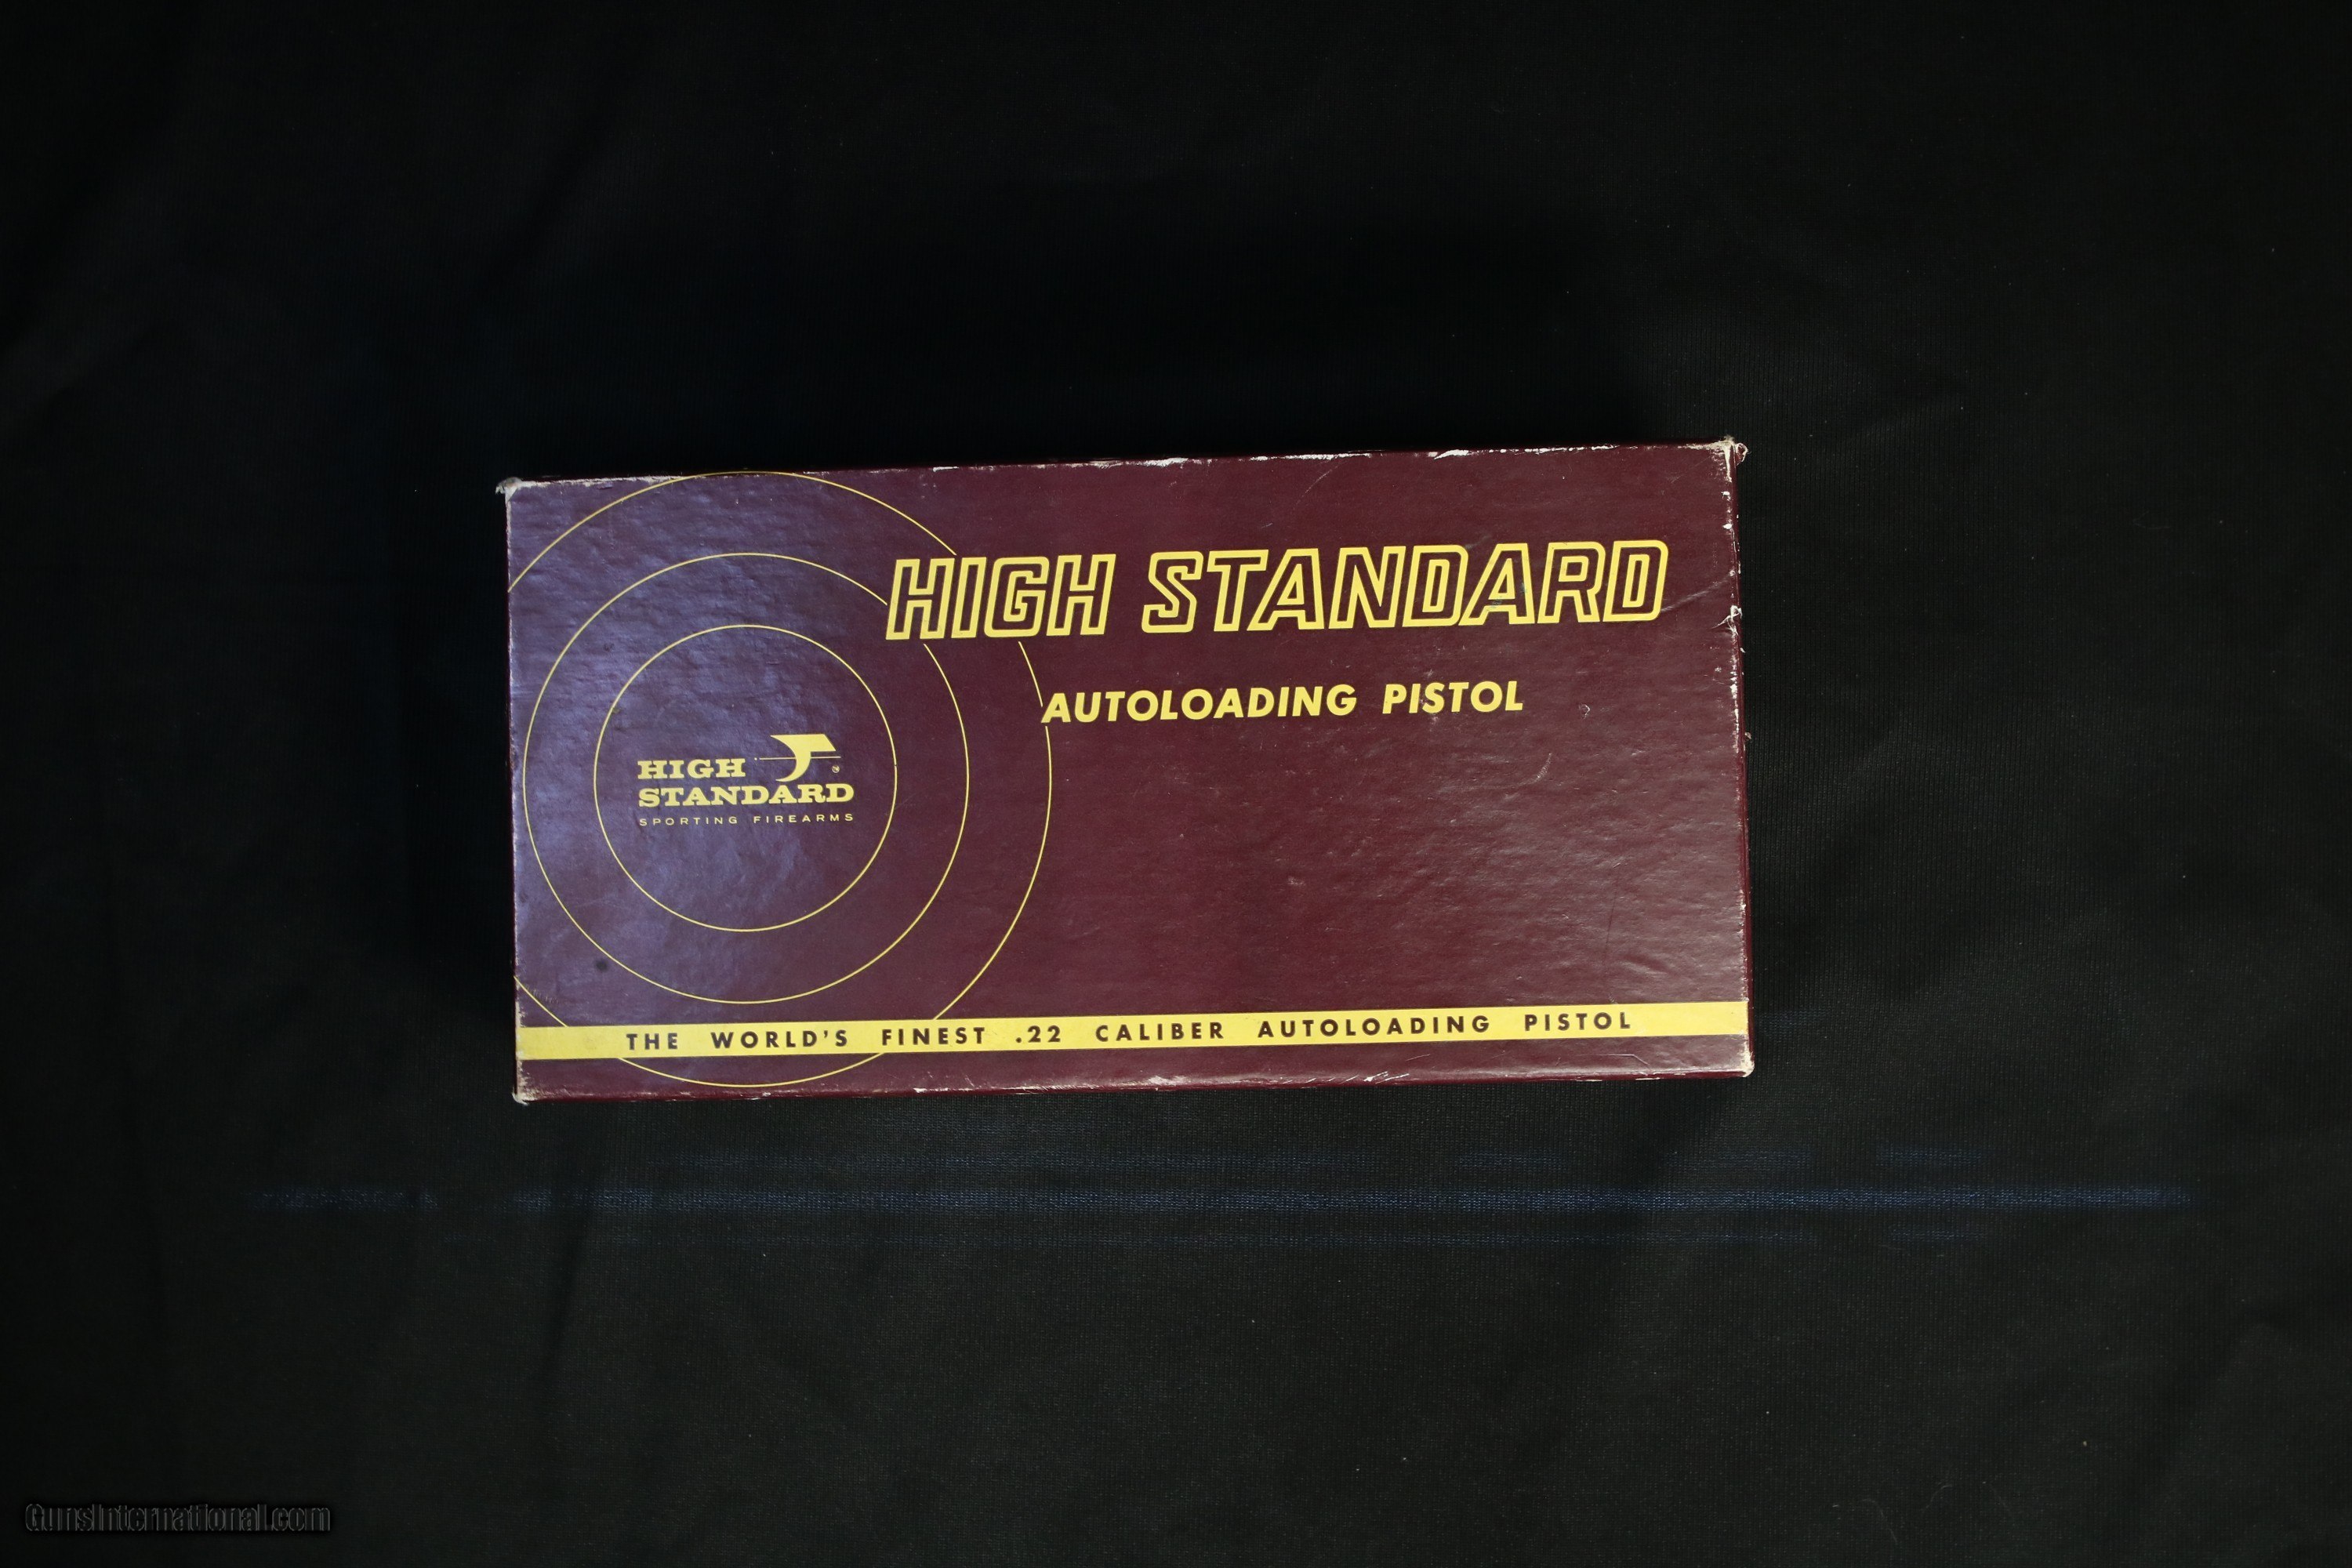 HIGH STANDARD
AUTOLOADING PISTOL
HIGH
STANDARD
SPORTING FIREARMS
THE WORLD'S FINEST .22 CALIBER AUTOLOADING PISTOL
GunsInternational.com